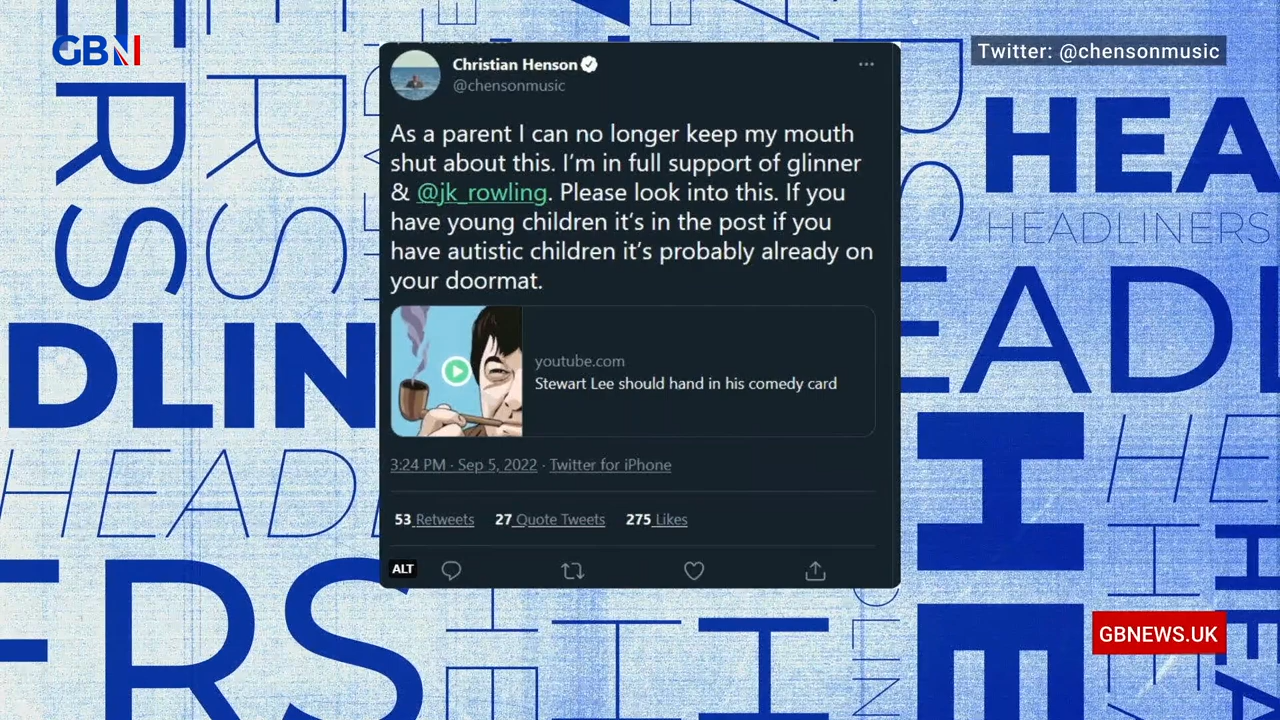 GBN
Twitter: @chensonmusic
Christian Henson
@chensonmusic
As a parent I can no longer keep my mouth
shut about this. I’m in full support of glinner
& @jk_rowling. Please look into this. If you
have young children it’s in the post if you
have autistic children it’s probably already on
your doormat.
youtube.com
Stewart Lee should hand in his comedy card
3:24 PM · Sep 5, 2022 · Twitter for iPhone
53 Retweets 27 Quote Tweets 275 Likes
ALT
HEA
HEADLINERS
EADL
DLIN
HEADL
ERS
RS
HE
GBNEWS.UK